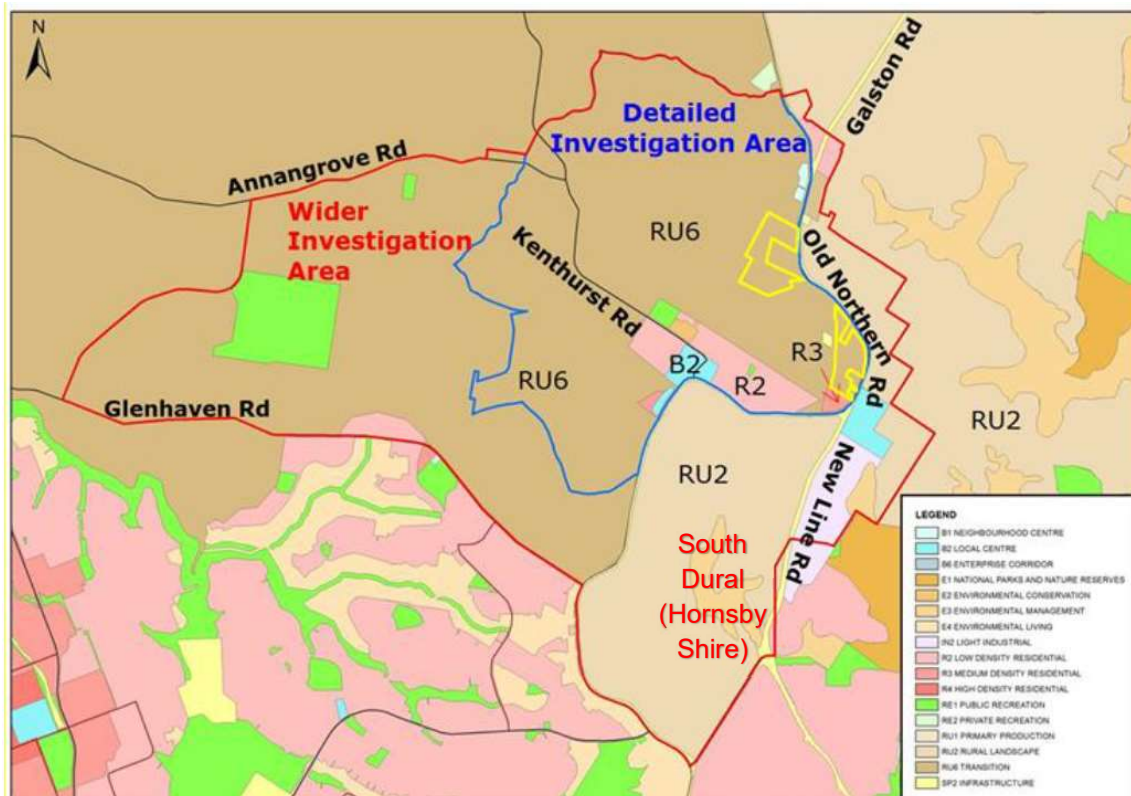 N
Galston Rd
Detailed
Investigation Area
Annangrove Rd
Wider
Investigation
Area
RU6
Kenthurst Rd
Old Northern Rd
R3
B2
R2
RU6
Glenhaven Rd
RU2
RU2
New Line Rd
South
Dural
(Hornsby
Shire)
LEGEND
B1 NEIGHBOURHOOD CENTRE
B2 LOCAL CENTRE
B6 ENTERPRISE CORRIDOR
E1 NATIONAL PARKS AND NATURE RESERVES
E2 ENVIRONMENTAL CONSERVATION
E3 ENVIRONMENTAL MANAGEMENT
E4 ENVIRONMENTAL LIVING
IN2 LIGHT INDUSTRIAL
R2 LOW DENSITY RESIDENTIAL
R3 MEDIUM DENSITY RESIDENTIAL
R4 HIGH DENSITY RESIDENTIAL
RE1 PUBLIC RECREATION
RE2 PRIVATE RECREATION
RU1 PRIMARY PRODUCTION
RU2 RURAL LANDSCAPE
RU6 TRANSITION
SP2 INFRASTRUCTURE